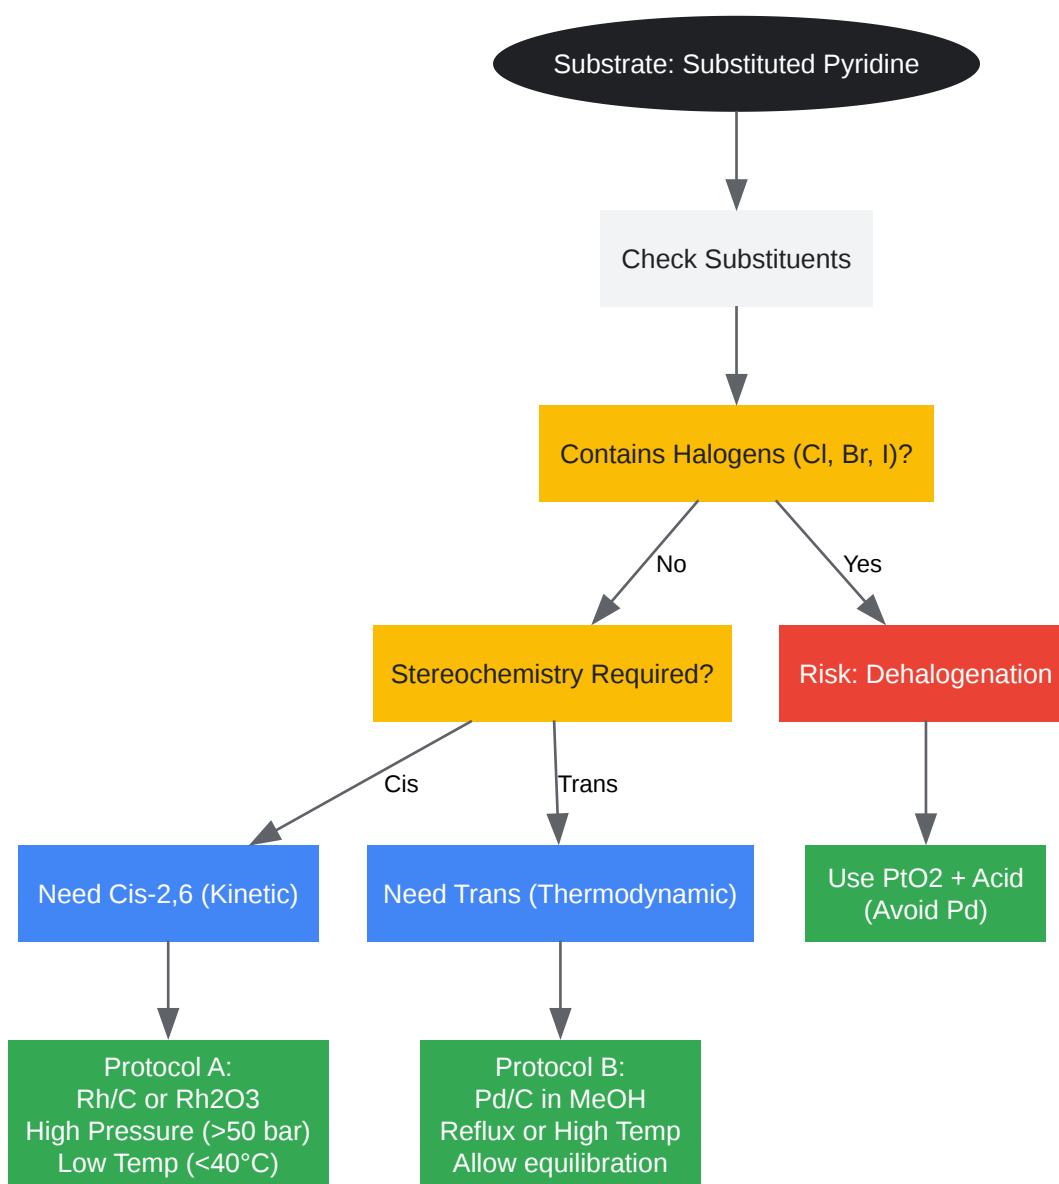 Substrate: Substituted Pyridine
Check Substituents
Contains Halogens (Cl, Br, I)?
No
Yes
Stereochemistry Required?
Risk: Dehalogenation
Cis
Trans
Need Cis-2,6 (Kinetic)
Need Trans (Thermodynamic)
Use PtO2 + Acid
(Avoid Pd)
Protocol A:
Rh/C or Rh2O3
High Pressure (>50 bar)
Low Temp (<40°C)
Protocol B:
Pd/C in MeOH
Reflux or High Temp
Allow equilibration